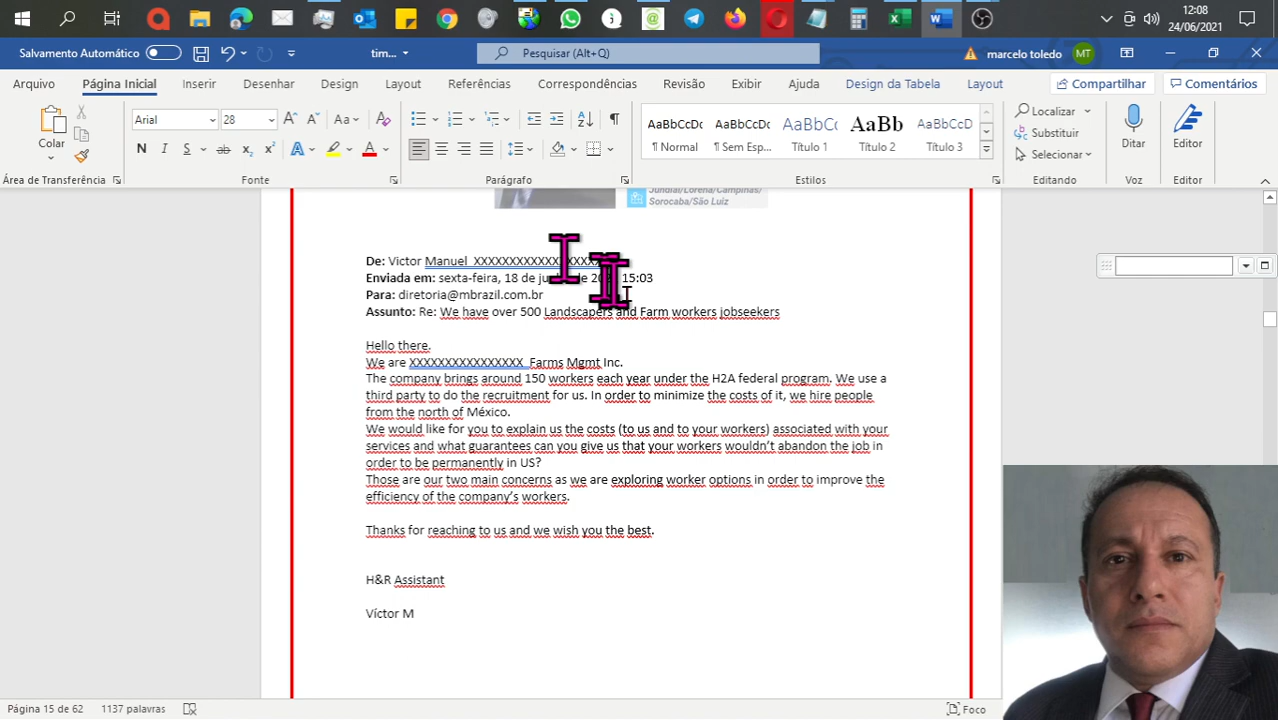 12:08
24/06/2021
Salvamento Automático
tim...
Pesquisar (Alt+Q)
marcelo toledo
MT
Arquivo
Página Inicial
Inserir
Desenhar
Design
Layout
Referências
Correspondências
Revisão
Exibir
Ajuda
Design da Tabela
Layout
Compartilhar
Comentários
Colar
Arial
28
Área de Transferência
Fonte
Parágrafo
AaBbCcDc
¶ Normal
AaBbCcDc
¶ Sem Esp...
AaBbCc
Título 1
AaBb
Título 2
AaBbCcD
Título 3
Estilos
Localizar
Substituir
Selecionar
Editando
Ditar
Voz
Editor
Editor
Jundiaí/Lorena/Campinas/
Sorocaba/São Luiz
De: Victor Manuel
Enviada em: sexta-feira, 18 de 15:03
Para: diretoria@mbrazil.com.br
Assunto: Re: We have over 500 Landscapers and Farm workers jobseekers
Hello there.
We are XXXXXXXXXXXXXXXX Farms Mgmt Inc.
The company brings around 150 workers each year under the H2A federal program. We use a
third party to do the recruitment for us. In order to minimize the costs of it, we hire people
from the north of México.
We would like for you to explain us the costs (to us and to your workers) associated with your
services and what guarantees can you give us that your workers wouldn't abandon the job in
order to be permanently in US?
Those are our two main concerns as we are exploring worker options in order to improve the
efficiency of the company's workers.
Thanks for reaching to us and we wish you the best.
H&R Assistant
Víctor M
Página 15 de 62
1137 palavras
Foco